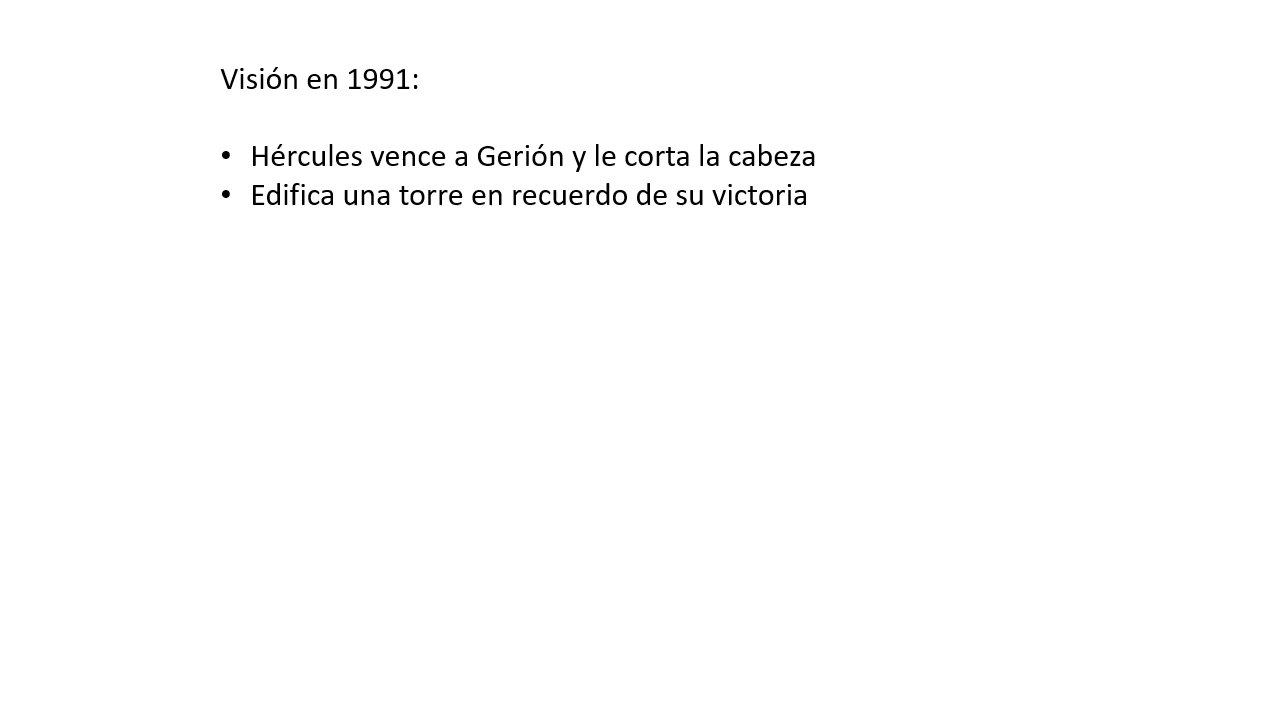 Visión en 1991:
• Hércules vence a Gerión y le corta la cabeza
• Edifica una torre en recuerdo de su victoria